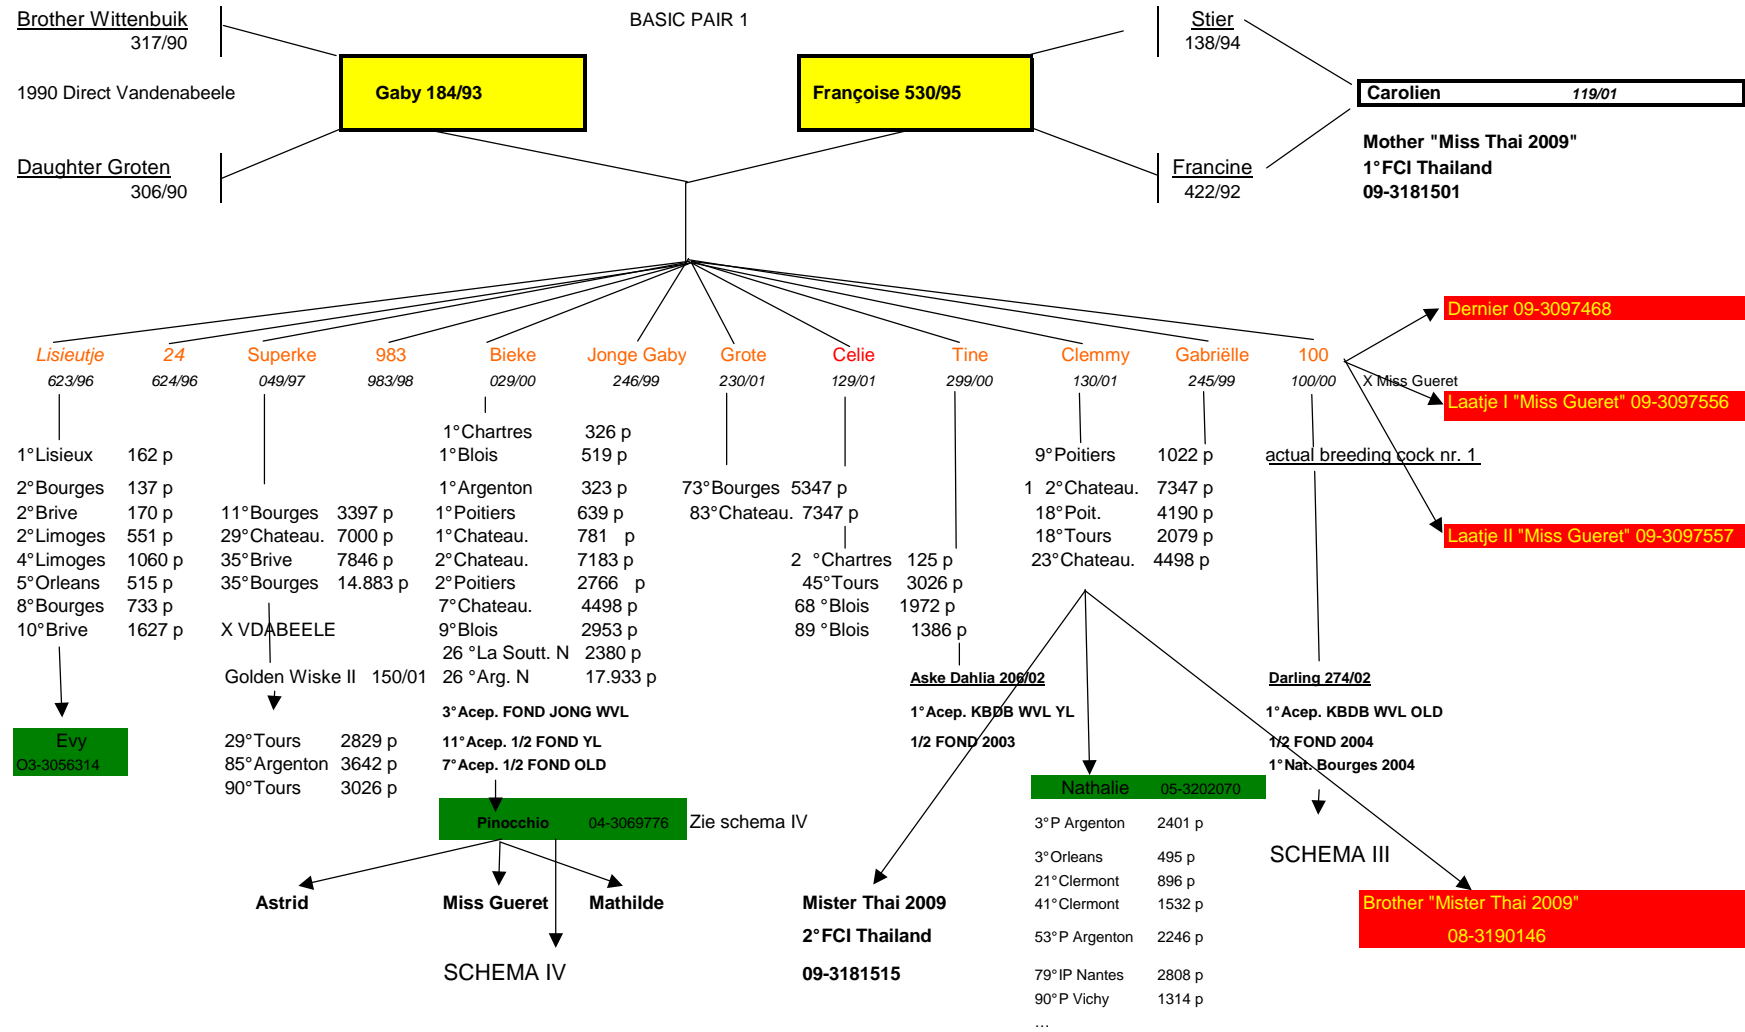 Brother Wittenbuik BASIC PAIR 1 Stier
317/90 138/94
1990 Direct Vandenabeele Gaby 184/93 Françoise 530/95 Carolien 119/01
Mother "Miss Thai 2009"
Daughter Groten Francine 1°FCI Thailand
306/90 422/92 09-3181501
Dernier 09-3097468
Lisieutje 24 Superke 983 Bieke Jonge Gaby Grote Celie Tine Clemmy Gabriëlle 100
623/96 624/96 049/97 983/98 029/00 246/99 230/01 129/01 299/00 130/01 245/99 100/00 X Miss Gueret
Laatje I "Miss Gueret" 09-3097556
1°Chartres 326 p
1°Lisieux 162 p 1°Blois 519 p 9°Poitiers 1022 p actual breeding cock nr. 1
2°Bourges 137 p 1°Argenton 323 p 73°Bourges 5347 p 1 2°Chateau. 7347 p
2°Brive 170 p 11°Bourges 3397 p 1°Poitiers 639 p 83°Chateau. 7347 p 18°Poit. 4190 p
2°Limoges 551 p 29°Chateau. 7000 p 1°Chateau. 781 p 18°Tours 2079 p Laatje II "Miss Gueret" 09-3097557
4°Limoges 1060 p 35°Brive 7846 p 2°Chateau. 7183 p 2 °Chartres 125 p 23°Chateau. 4498 p
5°Orleans 515 p 35°Bourges 14.883 p 2°Poitiers 2766 p 45°Tours 3026 p
8°Bourges 733 p 7°Chateau. 4498 p 68 °Blois 1972 p
10°Brive 1627 p X VDABEELE 9°Blois 2953 p 89 °Blois 1386 p
26 °La Soutt. N 2380 p
Golden Wiske II 150/01 26 °Arg. N 17.933 p Aske Dahlia 206/02 Darling 274/02
3°Acep. FOND JONG WVL 1°Acep. KBDB WVL YL 1°Acep. KBDB WVL OLD
Evy 29°Tours 2829 p 11°Acep. 1/2 FOND YL 1/2 FOND 2003 1/2 FOND 2004
O3-3056314 85°Argenton 3642 p 7°Acep. 1/2 FOND OLD 1°Nat. Bourges 2004
90°Tours 3026 p Nathalie 05-3202070
Pinocchio 04-3069776 Zie schema IV 3°P Argenton 2401 p
3°Orleans 495 p SCHEMA III
21°Clermont 896 p
Astrid Miss Gueret Mathilde Mister Thai 2009 41°Clermont 1532 p Brother "Mister Thai 2009"
2°FCI Thailand 53°P Argenton 2246 p 08-3190146
SCHEMA IV 09-3181515 79°IP Nantes 2808 p
90°P Vichy 1314 p
...